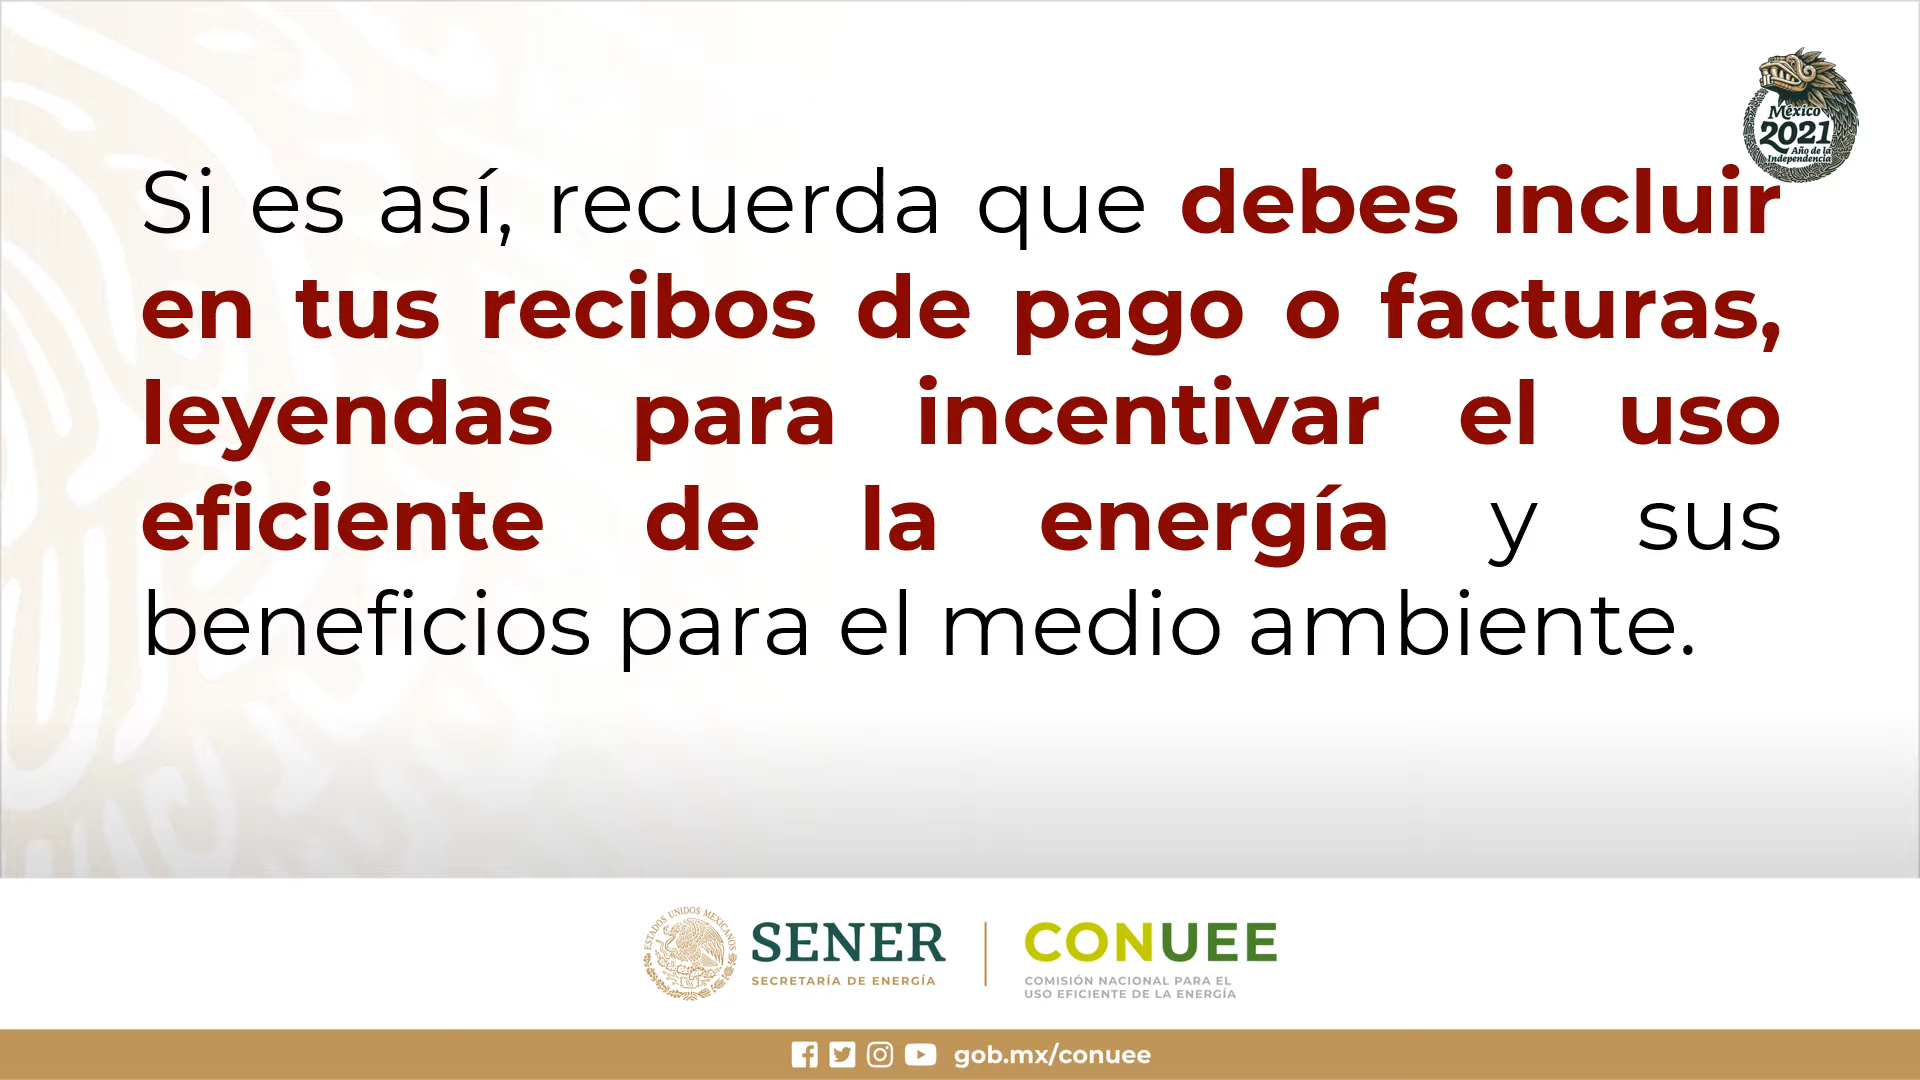 México
2021
Año de la
Independencia
Si es así, recuerda que debes incluir
en tus recibos de pago o facturas,
leyendas para incentivar el uso
eficiente de la energía y sus
beneficios para el medio ambiente.
ESTADOS UNIDOS MEXICANOS
SENER
SECRETARÍA DE ENERGÍA
CONUEE
COMISIÓN NACIONAL PARA EL
USO EFICIENTE DE LA ENERGÍA
gob.mx/conuee